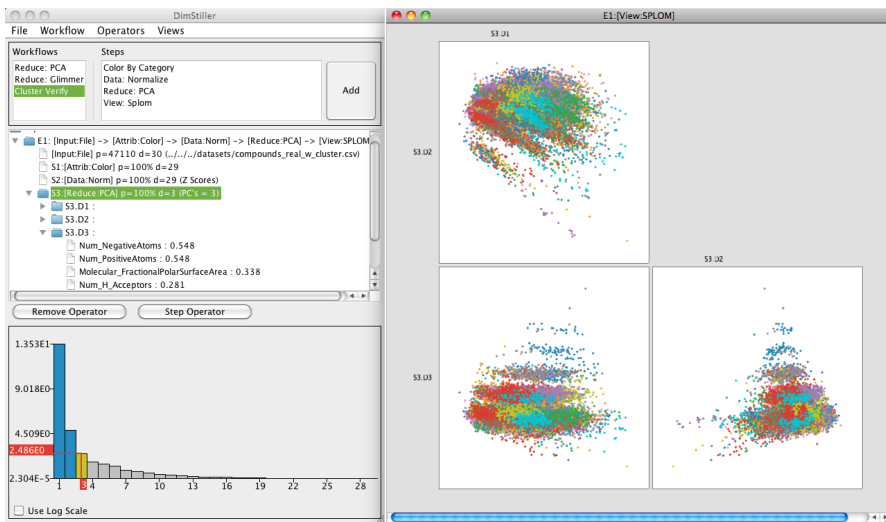 DimStiller
File Workflow Operators Views
Workflows
Steps
Reduce: PCA
Reduce: Glimmer
Cluster Verify
Color By Category
Data: Normalize
Reduce: PCA
View: Splom
Add
E1: [Input:File] -> [Attrib:Color] -> [Data:Norm] -> [Reduce:PCA] -> [View:SPLOM
[Input:File] p=47110 d=30 (../../../datasets/compounds_real_w_cluster.csv)
S1:[Attrib:Color] p=100% d=29
S2:[Data:Norm] p=100% d=29 (Z Scores)
S3:[Reduce:PCA] p=100% d=3 (PC's = 3)
S3.D1 :
S3.D2 :
S3.D3 :
Num_NegativeAtoms : 0.548
Num_PositiveAtoms : 0.548
Molecular_FractionalPolarSurfaceArea : 0.338
Num_H_Acceptors : 0.281
Remove Operator
Step Operator
1.353E1
9.018E0
4.509E0
2.486E0
2.304E-5
1 3 4 7 10 13 16 19 22 25 28
Use Log Scale
E1:[View:SPLOM]
S3.D1
S3.D2
S3.D2
S3.D3